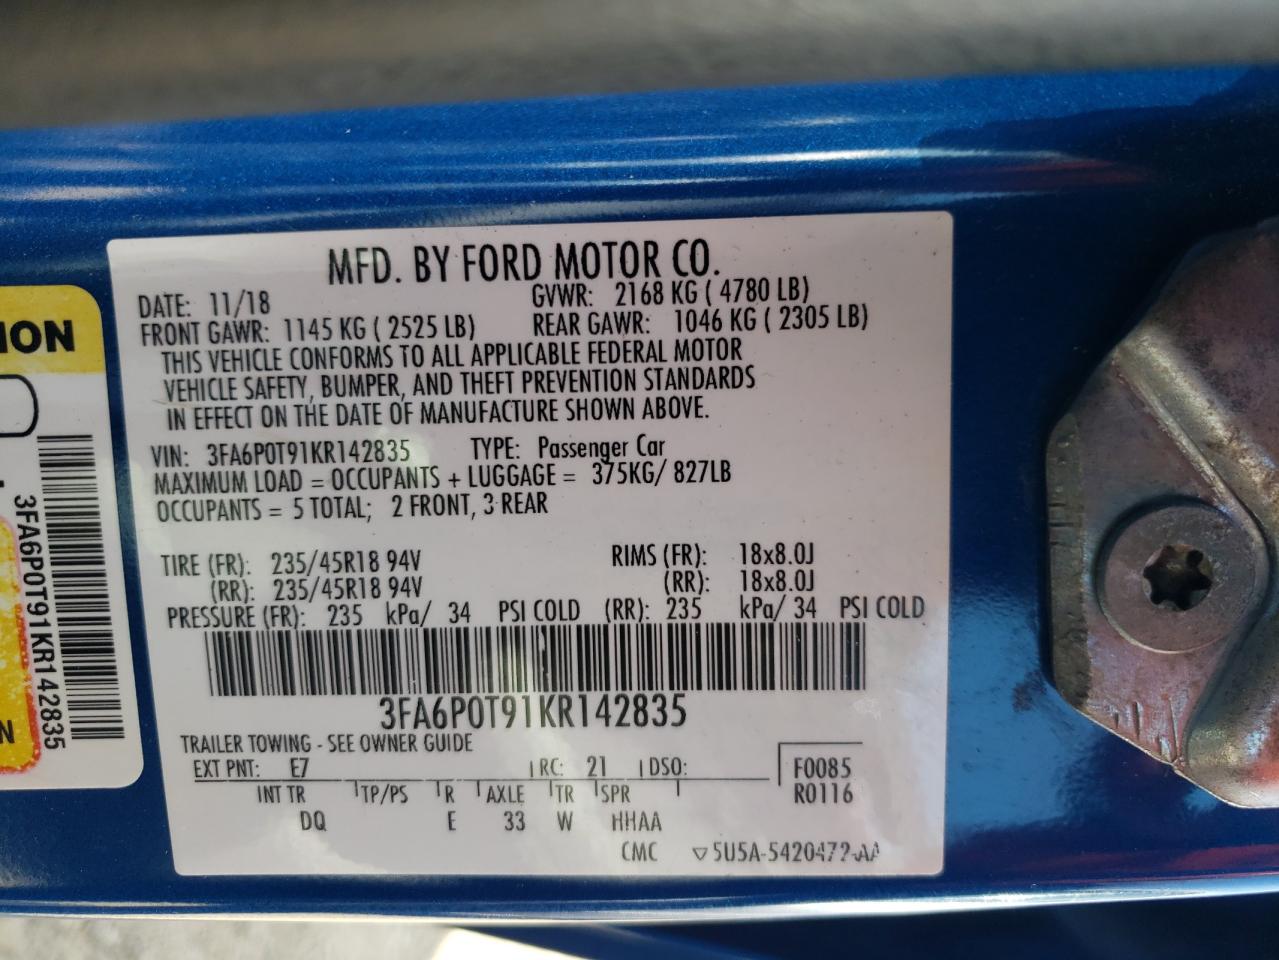 MFD. BY FORD MOTOR CO.
DATE: 11/18 GVWR: 2168 KG ( 4780 LB)
FRONT GAWR: 1145 KG ( 2525 LB) REAR GAWR: 1046 KG ( 2305 LB)
THIS VEHICLE CONFORMS TO ALL APPLICABLE FEDERAL MOTOR
VEHICLE SAFETY, BUMPER, AND THEFT PREVENTION STANDARDS
IN EFFECT ON THE DATE OF MANUFACTURE SHOWN ABOVE.
VIN: 3FA6P0T91KR142835 TYPE: Passenger Car
MAXIMUM LOAD = OCCUPANTS + LUGGAGE = 375KG/ 827LB
OCCUPANTS = 5 TOTAL; 2 FRONT, 3 REAR
TIRE (FR): 235/45R18 94V RIMS (FR): 18x8.0J
(RR): 235/45R18 94V (RR): 18x8.0J
PRESSURE (FR): 235 kPa/ 34 PSI COLD (RR): 235 kPa/ 34 PSI COLD
3FA6P0T91KR142835
TRAILER TOWING - SEE OWNER GUIDE
EXT PNT: E7 RC: 21 DSO: F0085
INT TR TP/PS R AXLE TR SPR R0116
DQ E 33 W HHAA
CMC ▽5U5A-5420472-AA
ION
3FA6P0T91KR142835
N